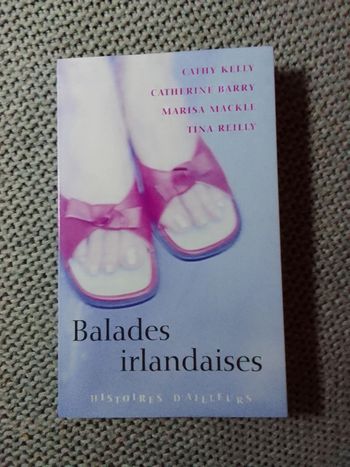 CATHY KELLY
CATHERINE BARRY
MARISA MACKLE
TINA REILLY
Balades
irlandaises
HISTOIRES D'AILLEURS